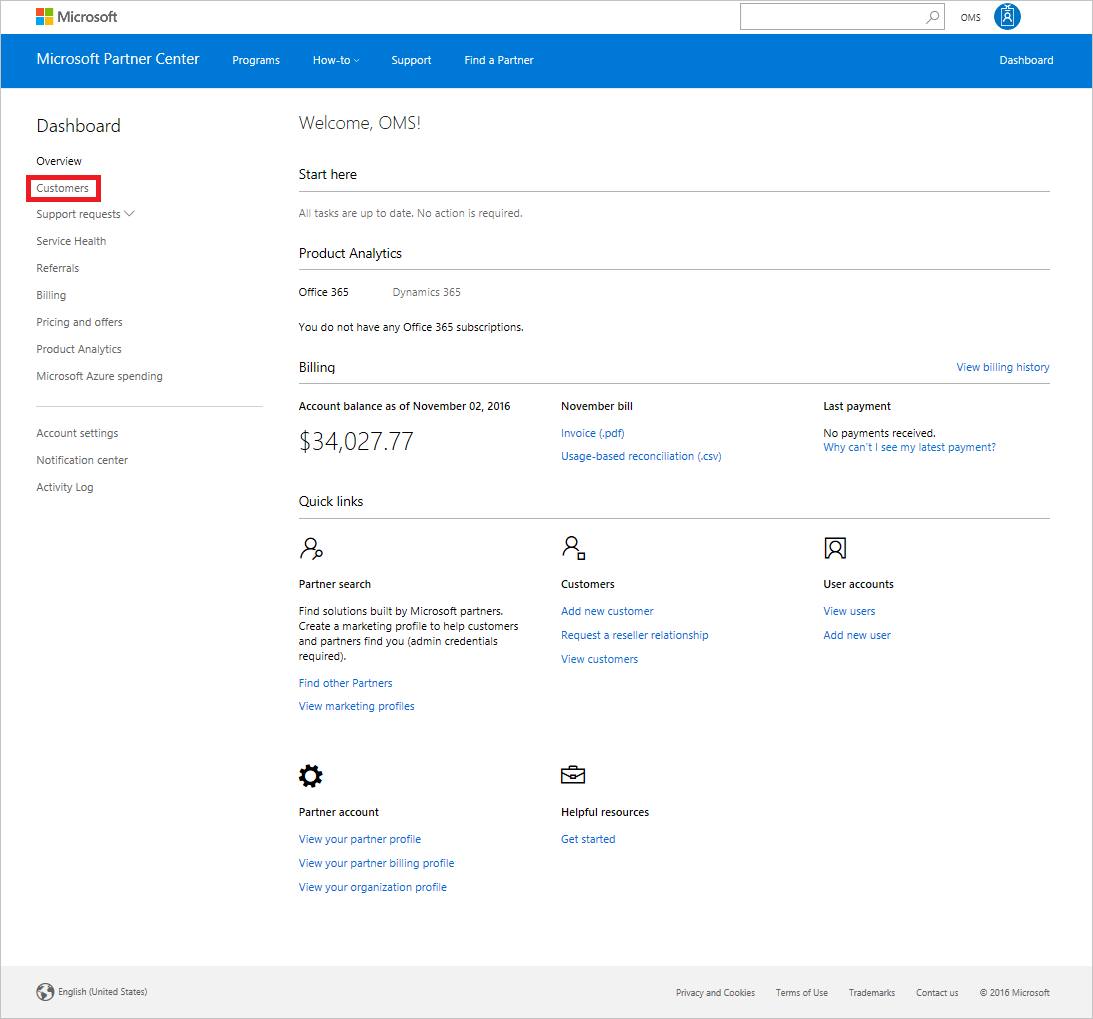 Microsoft
OMS
Microsoft Partner Center
Programs
How-to
Support
Find a Partner
Dashboard
Dashboard
Overview
Customers
Support requests
Service Health
Referrals
Billing
Pricing and offers
Product Analytics
Microsoft Azure spending
Account settings
Notification center
Activity Log
Welcome, OMS!
Start here
All tasks are up to date. No action is required.
Product Analytics
Office 365
Dynamics 365
You do not have any Office 365 subscriptions.
Billing
View billing history
Account balance as of November 02, 2016
$34,027.77
November bill
Invoice (.pdf)
Usage-based reconciliation (.csv)
Last payment
No payments received.
Why can't I see my latest payment?
Quick links
Partner search
Find solutions built by Microsoft partners.
Create a marketing profile to help customers
and partners find you (admin credentials
required).
Find other Partners
View marketing profiles
Customers
Add new customer
Request a reseller relationship
View customers
User accounts
View users
Add new user
Partner account
View your partner profile
View your partner billing profile
View your organization profile
Helpful resources
Get started
English (United States)
Privacy and Cookies
Terms of Use
Trademarks
Contact us
© 2016 Microsoft